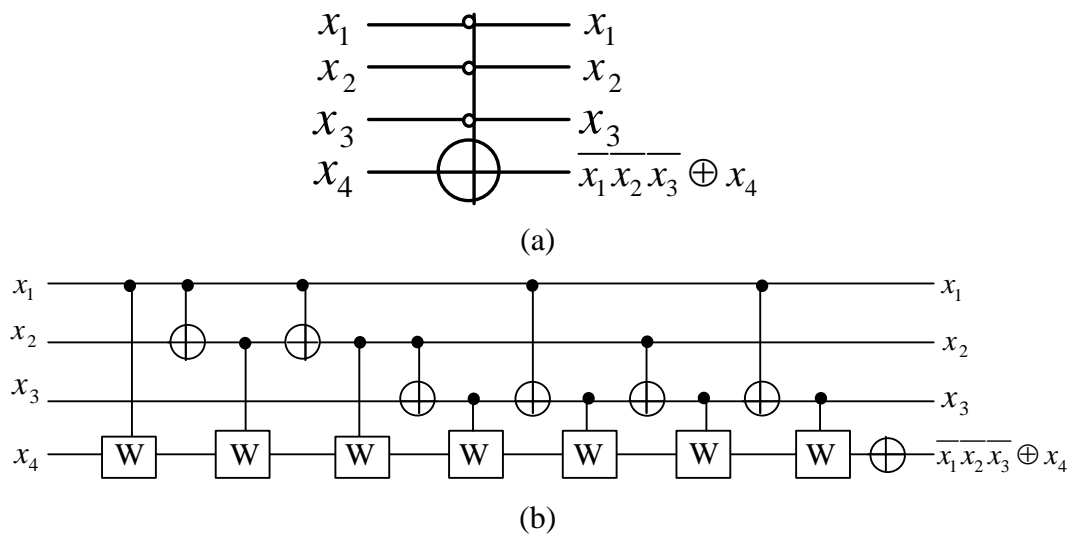 x₁ x₁
x₂ x₂
x₃ x₃
x₄ x̅₁x̅₂x̅₃ ⊕ x₄
(a)
x₁ x₁
x₂ x₂
x₃ x₃
x₄ W W W W W W W x̅₁x̅₂x̅₃ ⊕ x₄
(b)